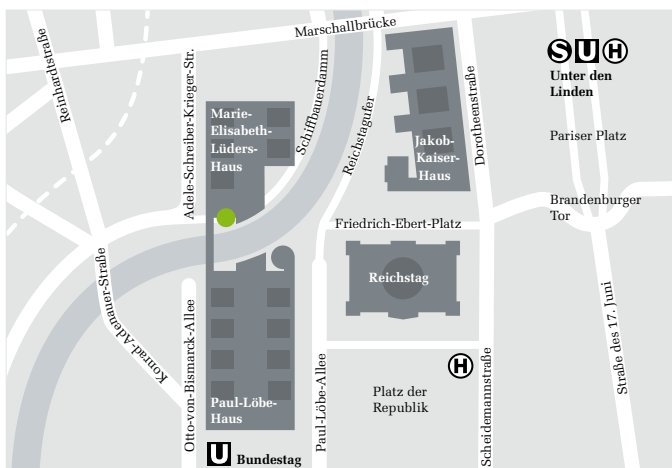 Marschallbrücke
Reinhardtstraße
Adele-Schreiber-Krieger-Str.
Schiffbauerdamm
Reichstagufer
Dorotheenstraße
S U H
Unter den
Linden
Marie-
Elisabeth-
Lüders-
Haus
Jakob-
Kaiser-
Haus
Pariser Platz
Brandenburger
Tor
Friedrich-Ebert-Platz
Reichstag
Konrad-Adenauer-Straße
Otto-von-Bismarck-Allee
Paul-Löbe-
Haus
Paul-Löbe-Allee
H
Platz der
Republik
Scheidemannstraße
Straße des 17. Juni
U Bundestag